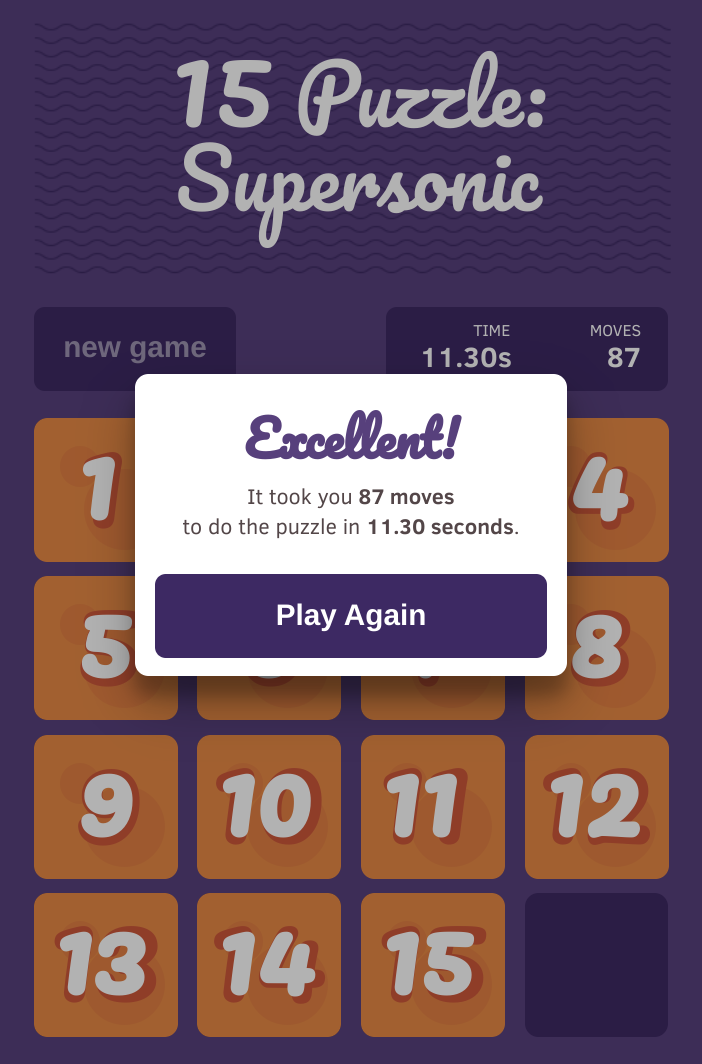 15 Puzzle:
Supersonic
new game
TIME MOVES
11.30s 87
Excellent!
It took you 87 moves
to do the puzzle in 11.30 seconds.
Play Again
1 4
5 8
9 10 11 12
13 14 15